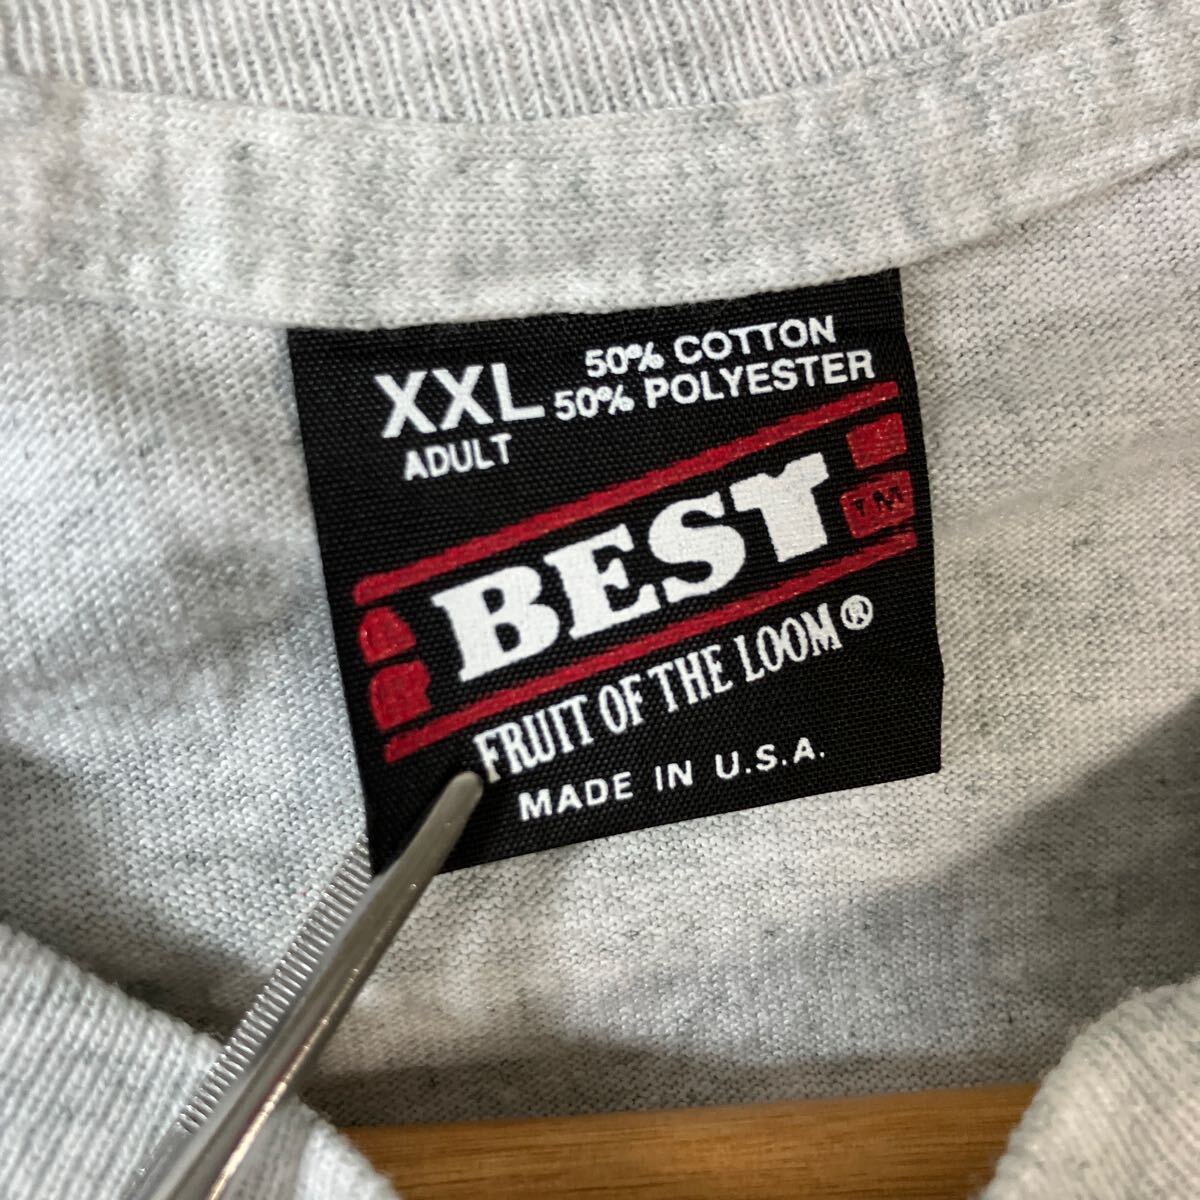 XXL
ADULT
50% COTTON
50% POLYESTER
BEST
TM
FRUIT OF THE LOOM®
MADE IN U.S.A.